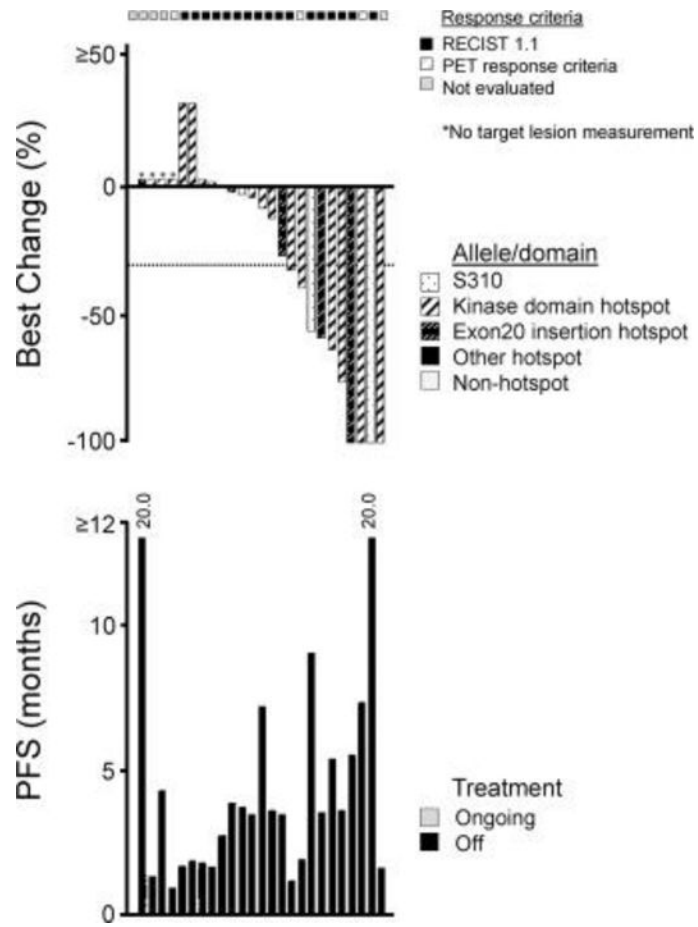 Response criteria
RECIST 1.1
PET response criteria
Not evaluated
*No target lesion measurement
≥50
0
-50
-100
Best Change (%)
* * * *
Allele/domain
S310
Kinase domain hotspot
Exon20 insertion hotspot
Other hotspot
Non-hotspot
≥12
10
5
0
PFS (months)
20.0
20.0
Treatment
Ongoing
Off